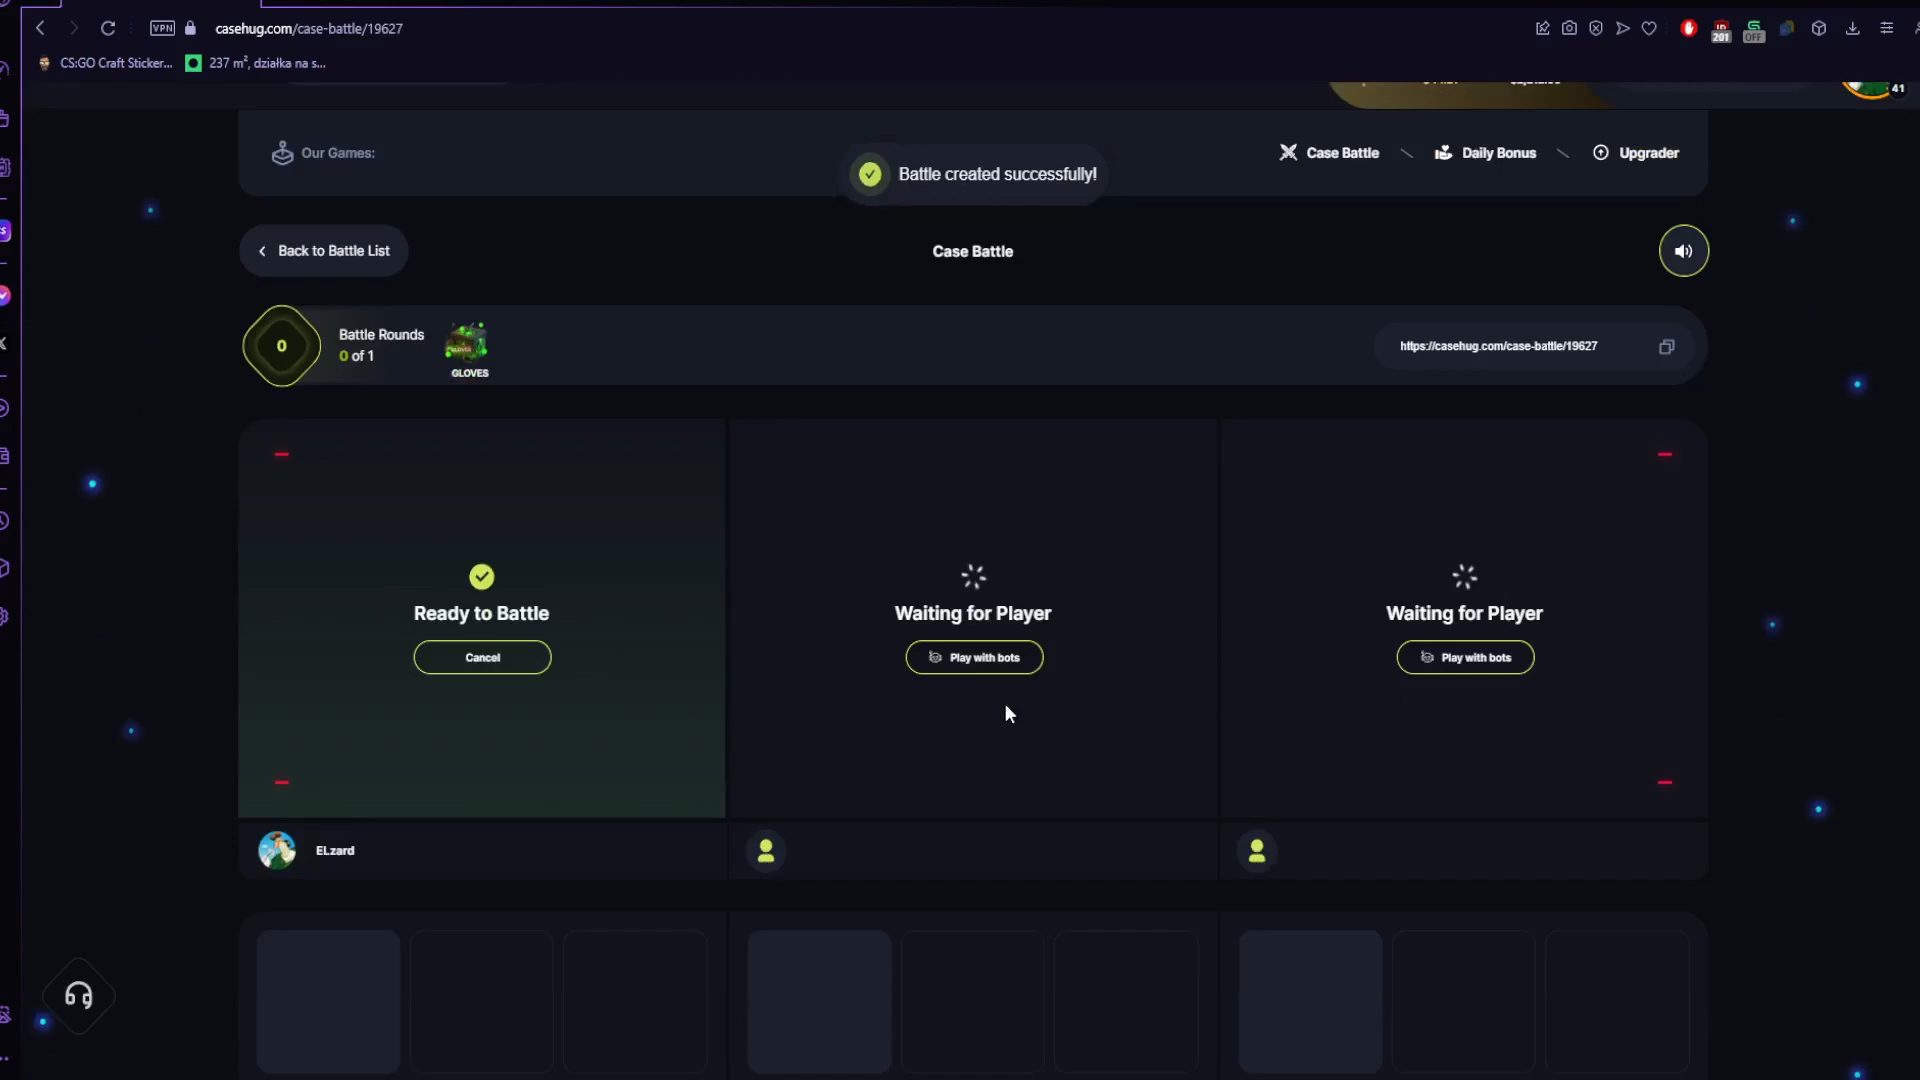 VPN
casehug.com/case-battle/19627
201
OFF
CS:GO Craft Sticker...
237 m², działka na s...
41
Our Games:
Battle created successfully!
Case Battle
Daily Bonus
Upgrader
Back to Battle List
Case Battle
0
Battle Rounds
0 of 1
GLOVES
https://casehug.com/case-battle/19627
Ready to Battle
Cancel
Waiting for Player
Play with bots
Waiting for Player
Play with bots
ELzard